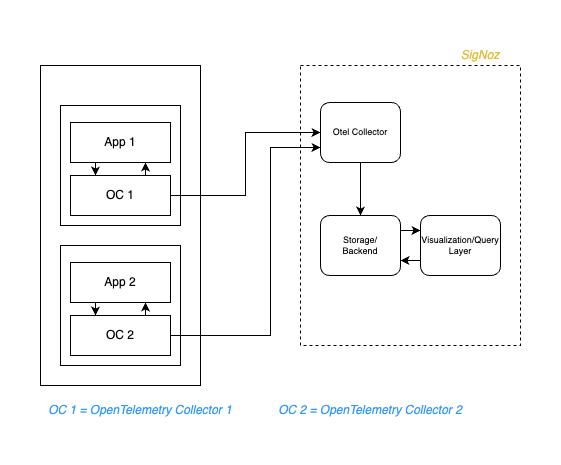 SigNoz
App 1
OC 1
App 2
OC 2
Otel Collector
Storage/
Backend
Visualization/Query
Layer
OC 1 = OpenTelemetry Collector 1
OC 2 = OpenTelemetry Collector 2